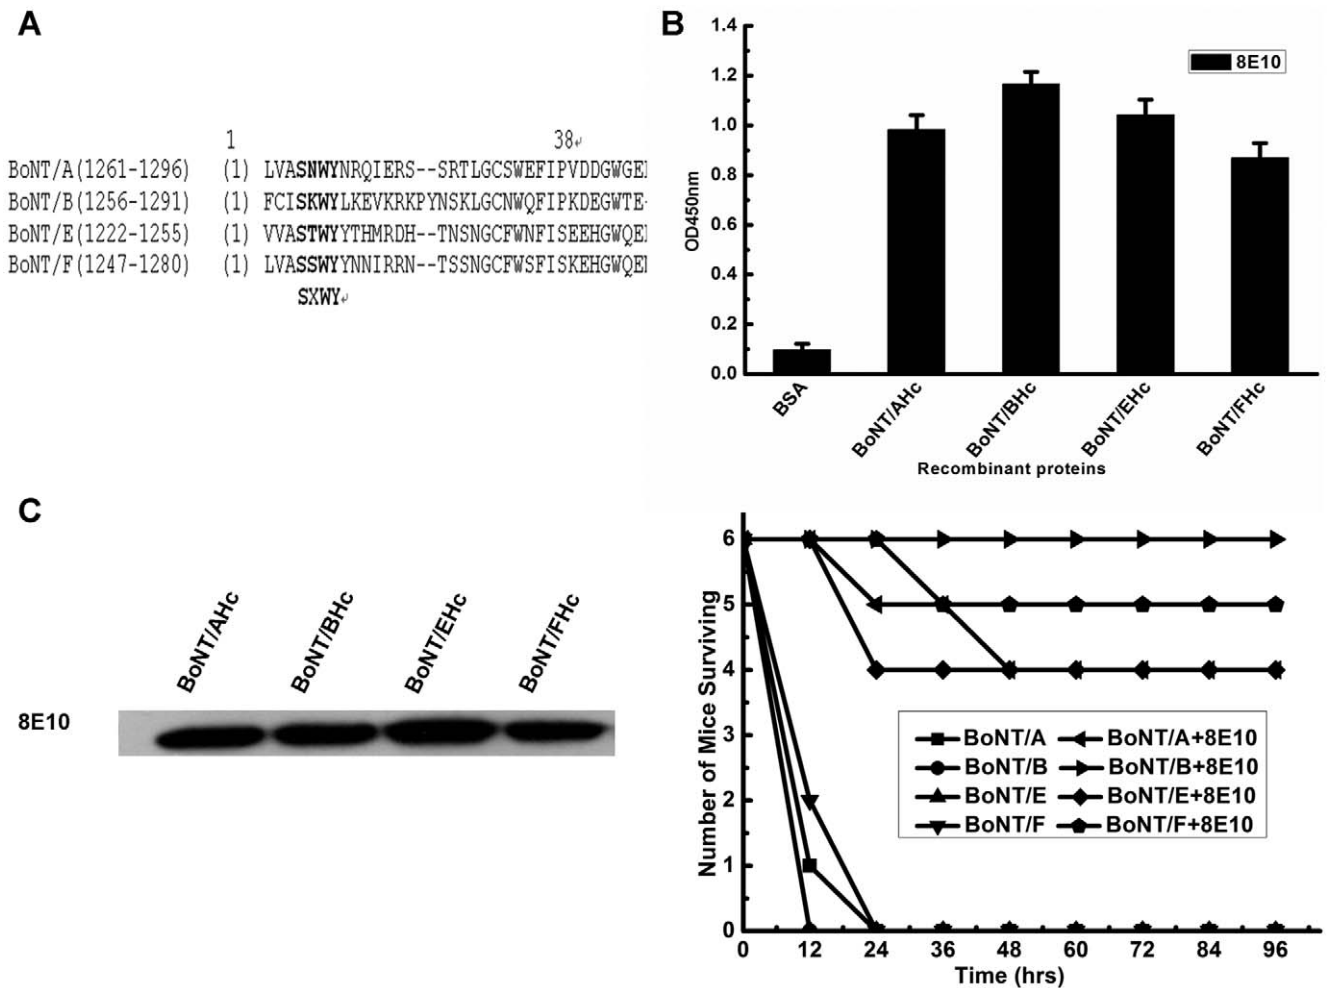 A
1 38
BoNT/A(1261-1296) (1) LVASNWYNRQIERS--SRTLGCSWEFIPVDDGWGE
BoNT/B(1256-1291) (1) FCISKWYLKEVKRKPYNSKLGCNWQFIPKDEGWTE-
BoNT/E(1222-1255) (1) VVASTWYYTHMRDH--TNSNGCFWNFISEEHGWQE
BoNT/F(1247-1280) (1) LVASSWYYNNIRRN--TSSNGCFWSFISKEHGWQE
SXWY
B
1.4
1.2
1.0
0.8
0.6
0.4
0.2
0.0
OD450nm
8E10
BSA
BoNT/AHc
BoNT/BHc
BoNT/EHc
BoNT/FHc
Recombinant proteins
C
BoNT/AHc
BoNT/BHc
BoNT/EHc
BoNT/FHc
8E10
6
5
4
3
2
1
0
Number of Mice Surviving
BoNT/A BoNT/A+8E10
BoNT/B BoNT/B+8E10
BoNT/E BoNT/E+8E10
BoNT/F BoNT/F+8E10
0 12 24 36 48 60 72 84 96
Time (hrs)